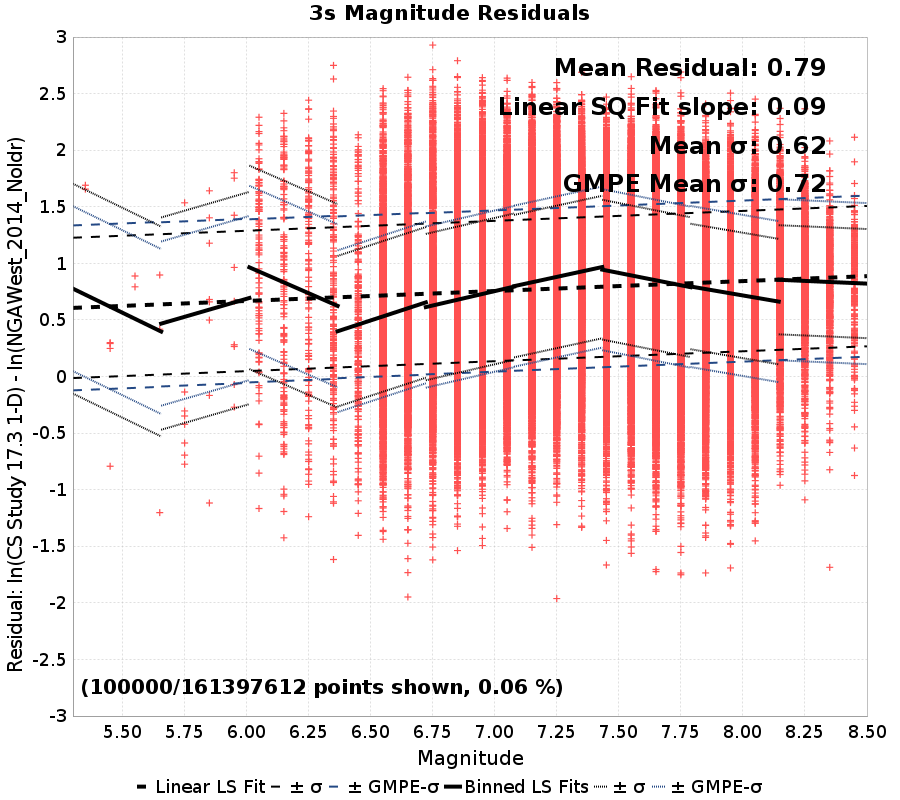 3s Magnitude Residuals
Mean Residual: 0.79
Linear SQ Fit slope: 0.09
Mean σ: 0.62
GMPE Mean σ: 0.72
Residual: ln(CS Study 17.3 1-D) - ln(NGAWest_2014_NoIdr)
3
2.5
2
1.5
1
0.5
0
-0.5
-1
-1.5
-2
-2.5
-3
(100000/161397612 points shown, 0.06 %)
5.50 5.75 6.00 6.25 6.50 6.75 7.00 7.25 7.50 7.75 8.00 8.25 8.50
Magnitude
Linear LS Fit ± σ ± GMPE-σ Binned LS Fits ± σ ± GMPE-σ